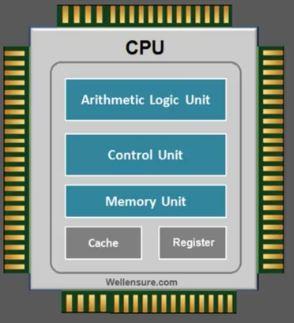 CPU
Arithmetic Logic Unit
Control Unit
Memory Unit
Cache Register
Wellensure.com